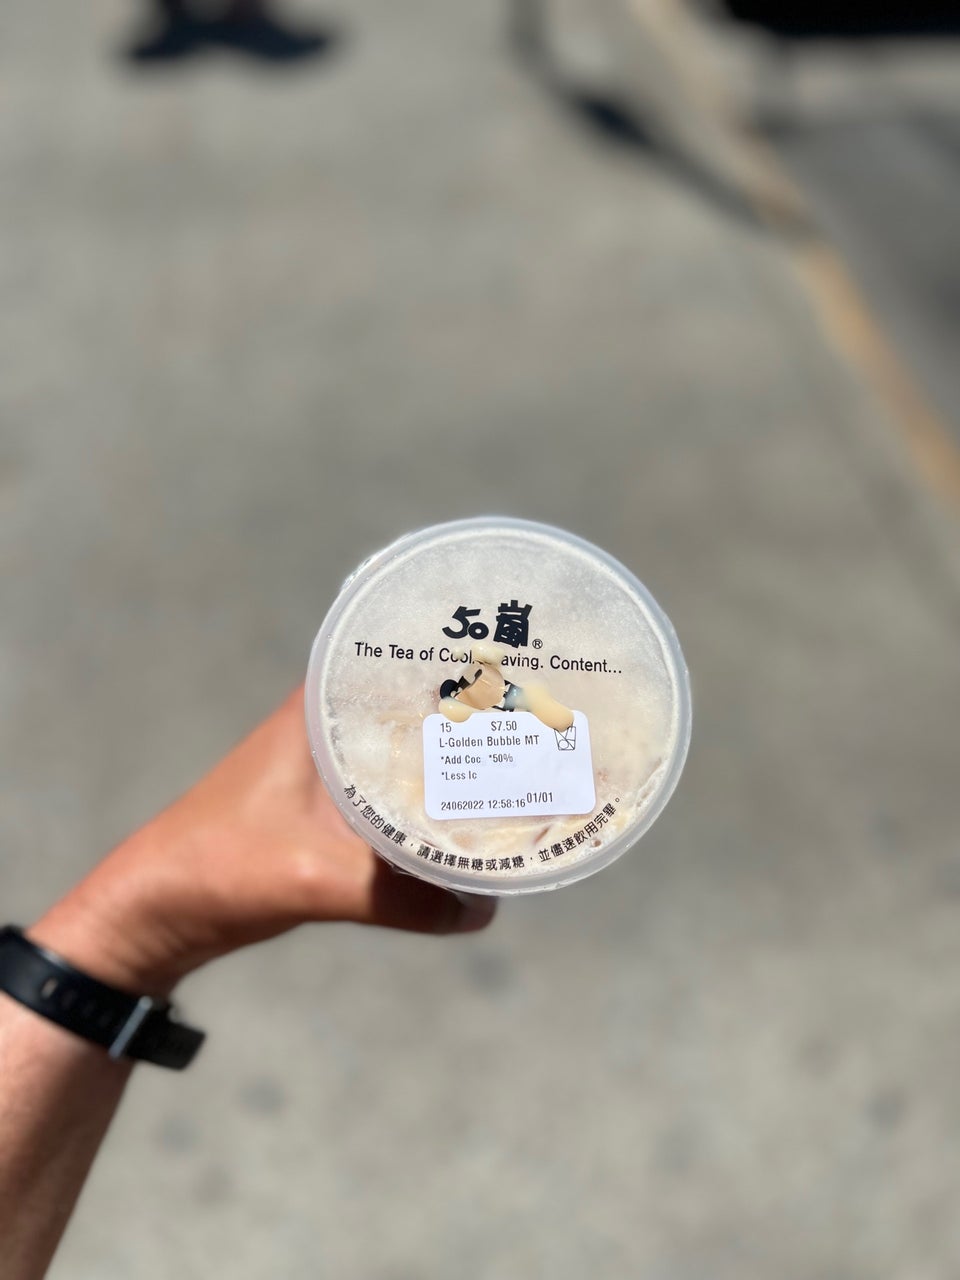 50嵐®
The Tea of aving. Content...
15 $7.50
L-Golden Bubble MT
*Add Coc *50%
*Less Ic
24062022 12:58:16 01/01
為了您的健康，請選擇無糖或減糖，並儘速飲用完畢。